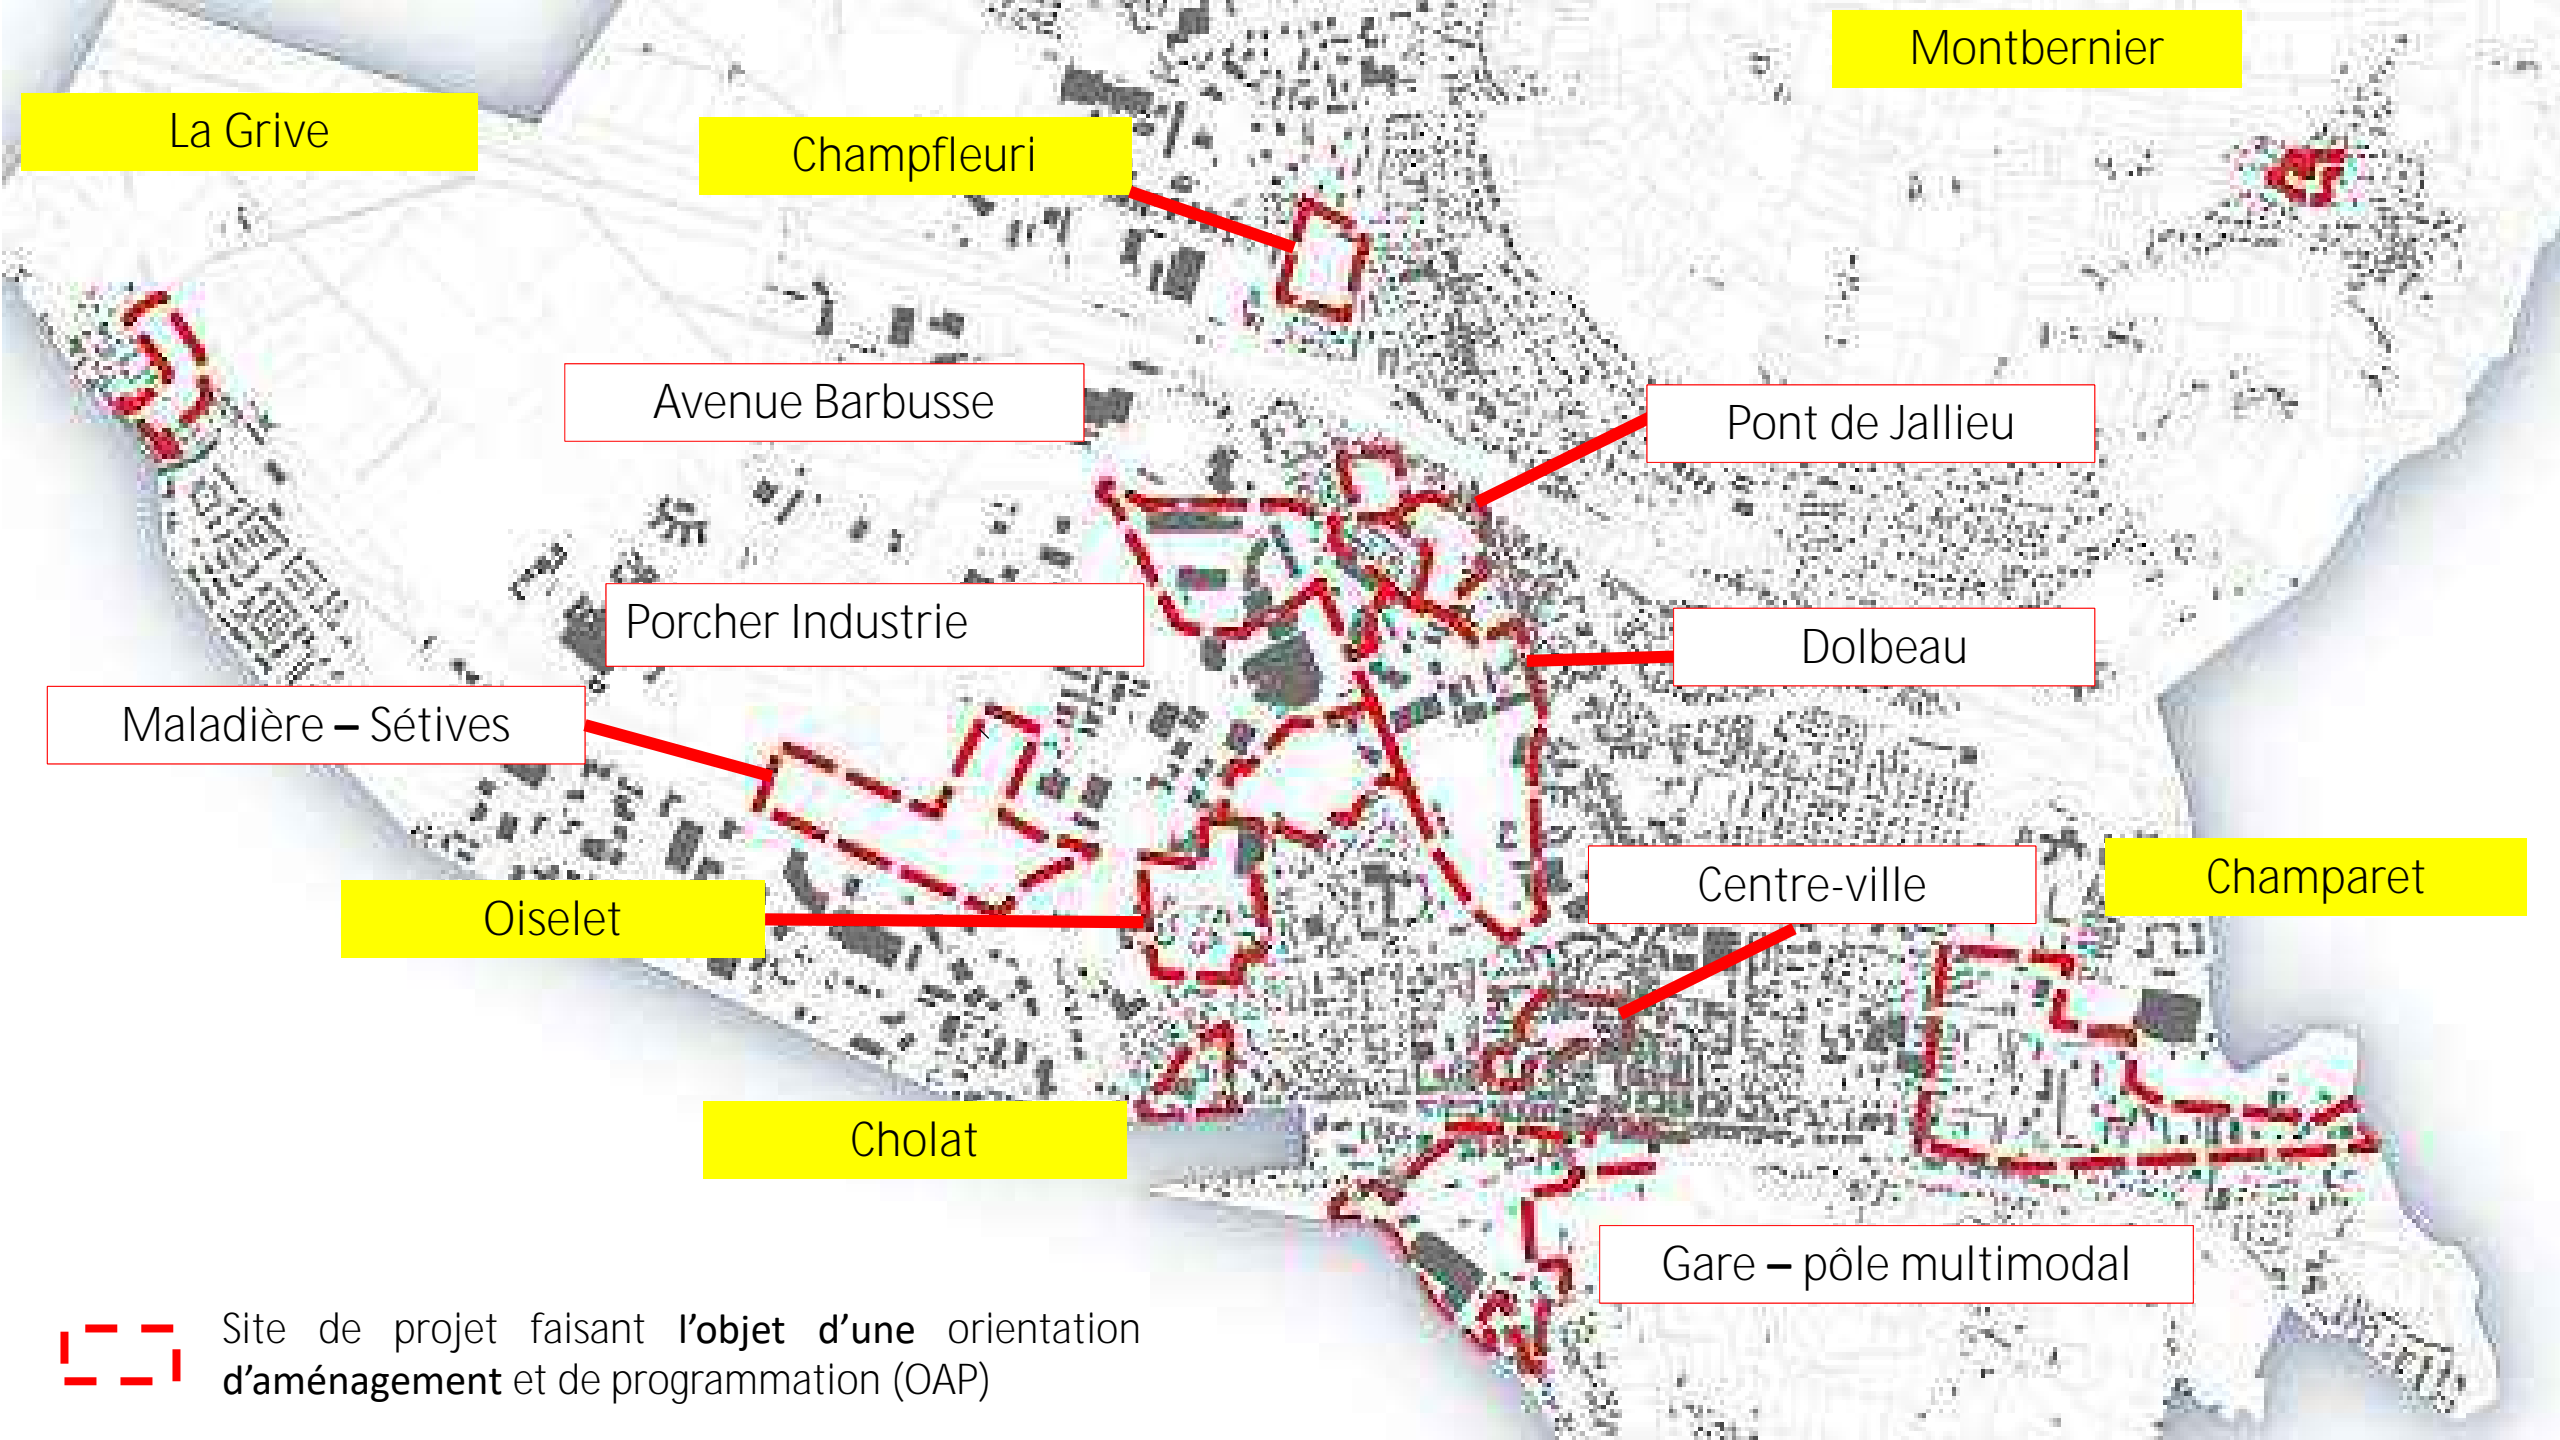 Montbernier
La Grive
Champfleuri
Avenue Barbusse
Pont de Jallieu
Porcher Industrie
Dolbeau
Maladière – Sétives
Centre-ville
Champaret
Oiselet
Cholat
Gare – pôle multimodal
Site de projet faisant l’objet d’une orientation
d’aménagement et de programmation (OAP)